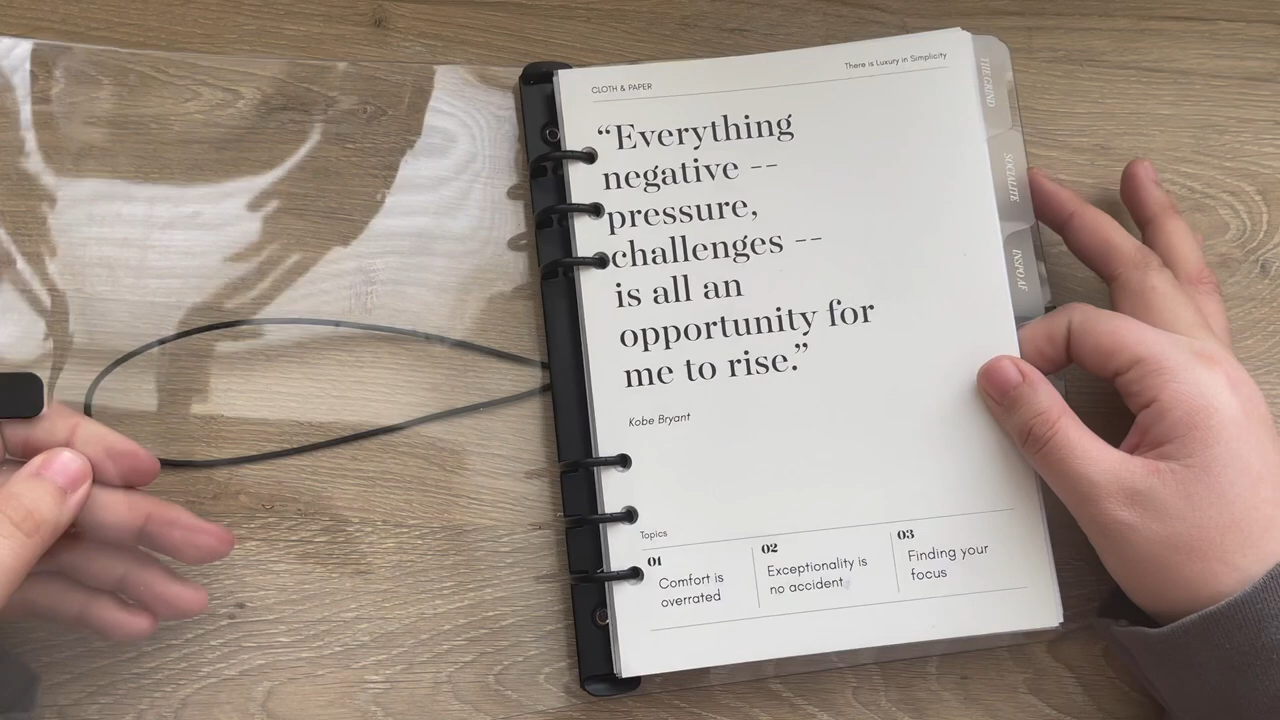 CLOTH & PAPER
There is Luxury in Simplicity
“Everything
negative --
pressure,
challenges --
is all an
opportunity for
me to rise.”
Kobe Bryant
Topics
01
Comfort is
overrated
02
Exceptionality is
no accident
03
Finding your
focus
THE GRIND
SOCIALITE
INSPO AF